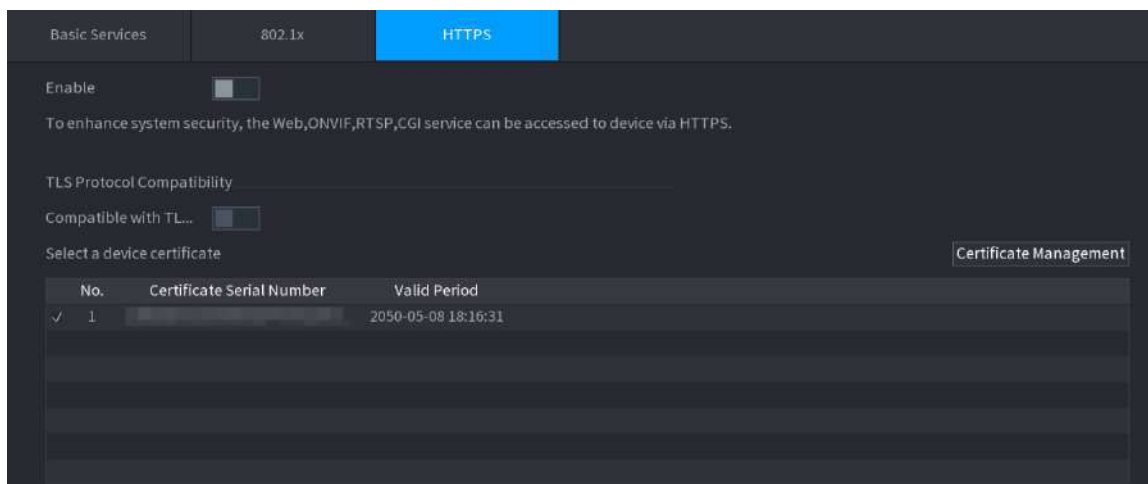 Basic Services 802.1x HTTPS
Enable
To enhance system security, the Web,ONVIF,RTSP,CGI service can be accessed to device via HTTPS.
TLS Protocol Compatibility
Compatible with TL...
Select a device certificate Certificate Management
No. Certificate Serial Number Valid Period
1 2050-05-08 18:16:31